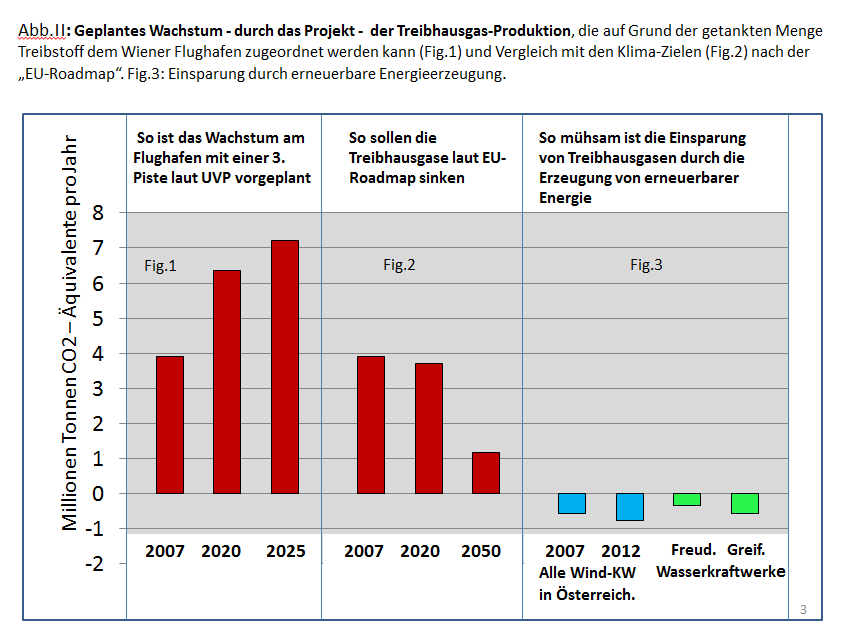 Abb.II: Geplantes Wachstum - durch das Projekt - der Treibhausgas-Produktion, die auf Grund der getankten Menge
Treibstoff dem Wiener Flughafen zugeordnet werden kann (Fig.1) und Vergleich mit den Klima-Zielen (Fig.2) nach der
„EU-Roadmap“. Fig.3: Einsparung durch erneuerbare Energieerzeugung.
So ist das Wachstum am
Flughafen mit einer 3.
Piste laut UVP vorgeplant
So sollen die
Treibhausgase laut EU-
Roadmap sinken
So mühsam ist die Einsparung
von Treibhausgasen durch die
Erzeugung von erneuerbarer
Energie
Millionen Tonnen CO2 – Äquivalente pro Jahr
8
7
6
5
4
3
2
1
0
-1
-2
Fig.1
Fig.2
Fig.3
2007 2020 2025
2007 2020 2050
2007 2012
Alle Wind-KW
in Österreich.
Freud. Greif.
Wasserkraftwerke
3